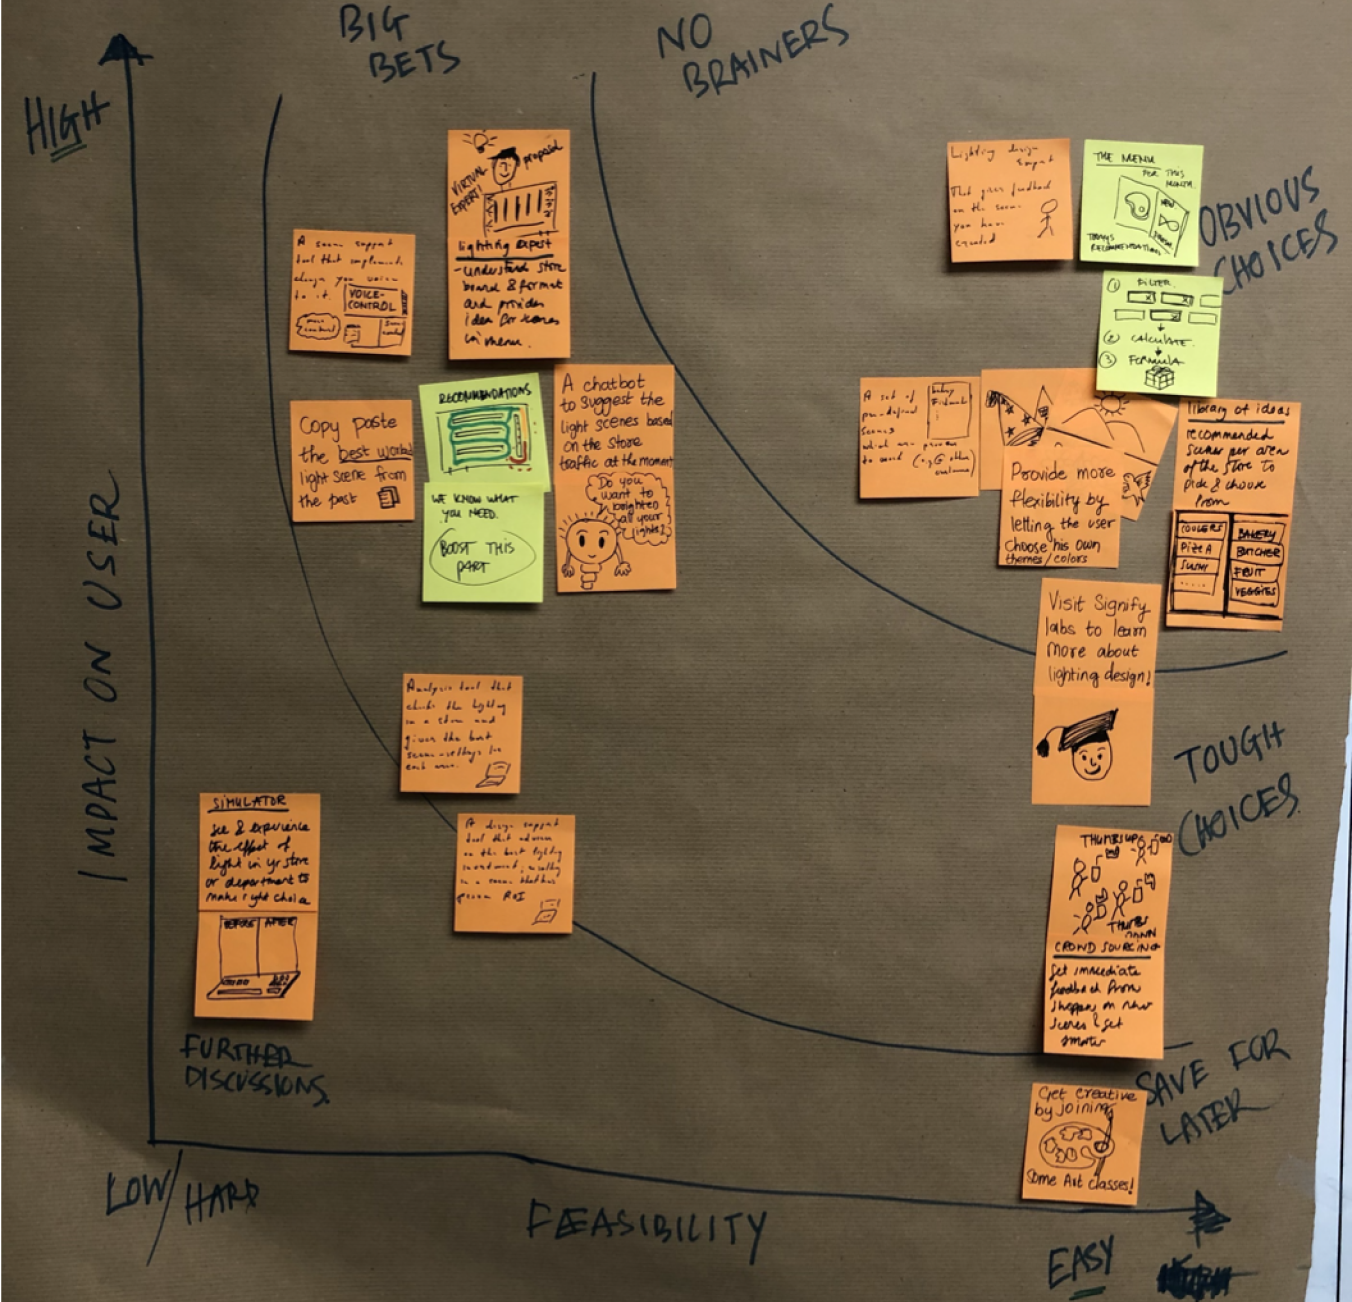 BIG
BETS
NO
BRAINERS
HIGH
VIRTUAL
EXPERT!
proposal
lighting expert
- understand store
brand & format
and provides
idea for scenes
in menu.
Lighting design
Expert
That gives feedback
on the scene
you have
created
THE MENU
FOR THIS
MONTH
NEW
TODAYS
RECOMMENDATIONS
OBVIOUS
CHOICES
A scene support
tool that implements
to it.
VOICE-
CONTROL
① FILTER
② CALCULATE.
③ FORMULA
Copy paste
the best working
light scene from
the past
RECOMMENDATIONS
WE KNOW WHAT
YOU NEED.
BOOST THIS
PART
A chatbot
to suggest the
light scenes based
on the store
traffic at the moment
Do you
want to
brighten
all your
lights?
A set of
pre-defined
scenes
which are proven
to work
Provide more
flexibility by
letting the user
choose his own
themes/colors
library of ideas
recommended
scenes per area
of the store to
pick & choose
from
COOLERS
PIZZA
SUSHI
.....
BAKERY
BUTCHER
FRUIT
VEGGIES
IMPACT ON USER
Visit Signify
labs to learn
more about
lighting design!
Analysis tool that
checks the lighting
in a store and
gives the best
scene-settings for
each area.
TOUGH
CHOICES
SIMULATOR
see & experience
the effect of
light in yr store
or department to
make right choice
BEFORE
AFTER
A design support
tool that advises
on the best lighting
proven ROI
THUMBS UP
THUMBS
DOWN
CROWD SOURCING
Get immediate
feedback from
shoppers on new
scenes & get
smarter
FURTHER
DISCUSSIONS.
SAVE FOR
LATER
Get creative
by joining
Some Art classes!
LOW/
HARD
FEASIBILITY
EASY